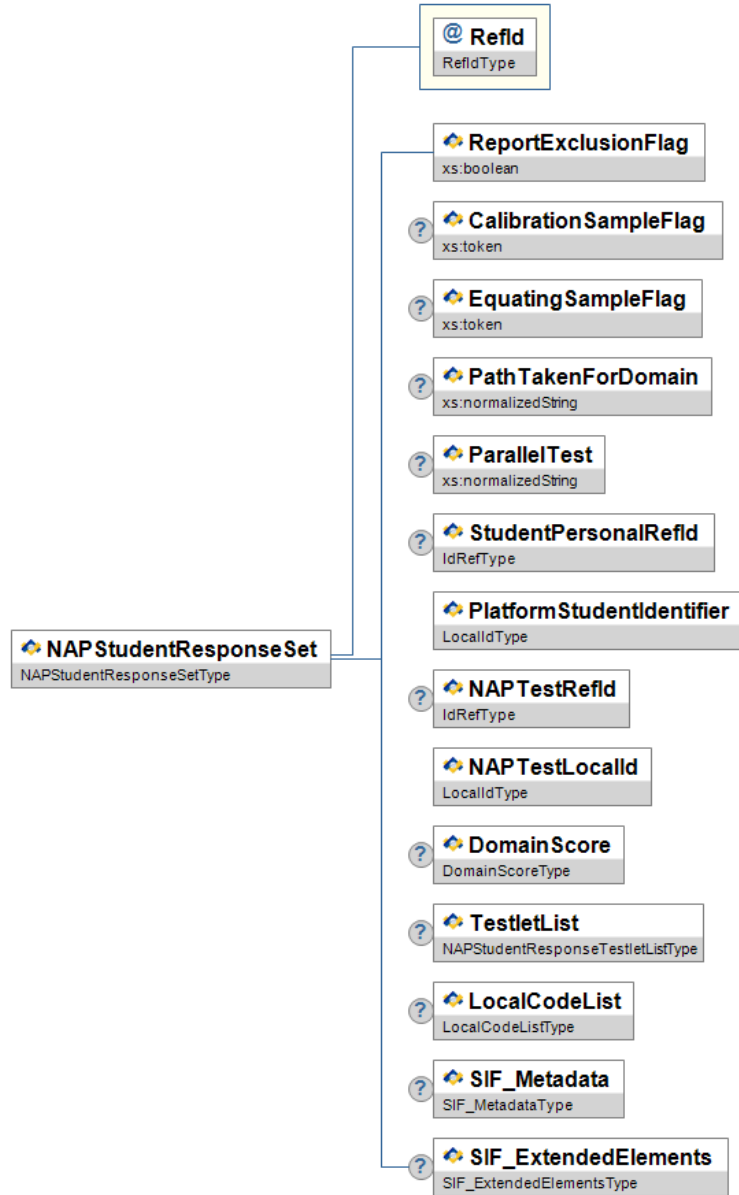 @ RefId
RefIdType
ReportExclusionFlag
xs:boolean
? CalibrationSampleFlag
xs:token
? EquatingSampleFlag
xs:token
? PathTakenForDomain
xs:normalizedString
? ParallelTest
xs:normalizedString
? StudentPersonalRefId
IdRefType
PlatformStudentIdentifier
LocalIdType
NAPStudentResponseSet
NAPStudentResponseSetType
? NAPTestRefId
IdRefType
NAPTestLocalId
LocalIdType
? DomainScore
DomainScoreType
? TestletList
NAPStudentResponseTestletListType
? LocalCodeList
LocalCodeListType
? SIF_Metadata
SIF_MetadataType
? SIF_ExtendedElements
SIF_ExtendedElementsType